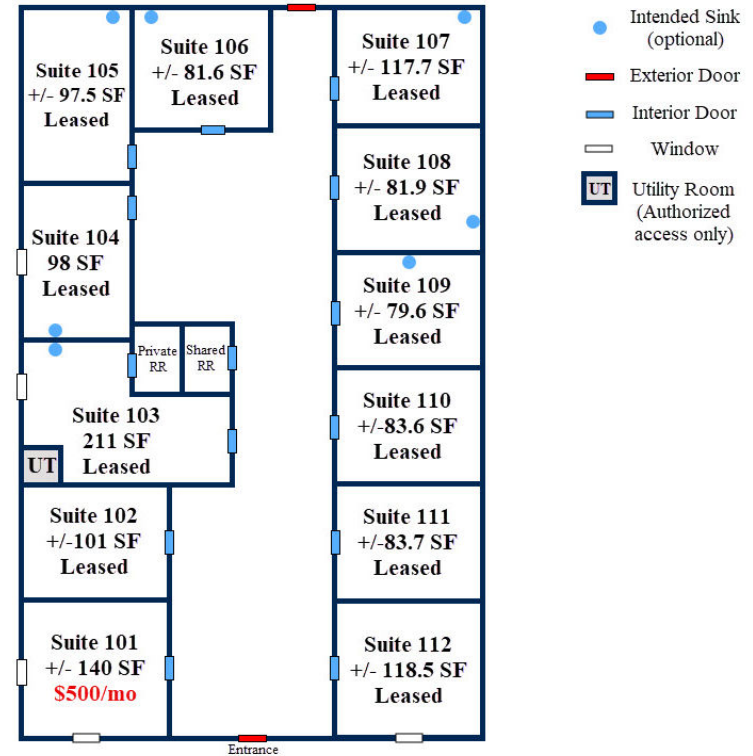 Suite 105
+/- 97.5 SF
Leased
Suite 106
+/- 81.6 SF
Leased
Suite 107
+/- 117.7 SF
Leased
Intended Sink
(optional)
Exterior Door
Interior Door
Window
UT
Utility Room
(Authorized
access only)
Suite 108
+/- 81.9 SF
Leased
Suite 104
98 SF
Leased
Suite 109
+/- 79.6 SF
Leased
Private
RR
Shared
RR
Suite 103
211 SF
Leased
UT
Suite 110
+/-83.6 SF
Leased
Suite 102
+/-101 SF
Leased
Suite 111
+/-83.7 SF
Leased
Suite 101
+/- 140 SF
$500/mo
Suite 112
+/- 118.5 SF
Leased
Entrance